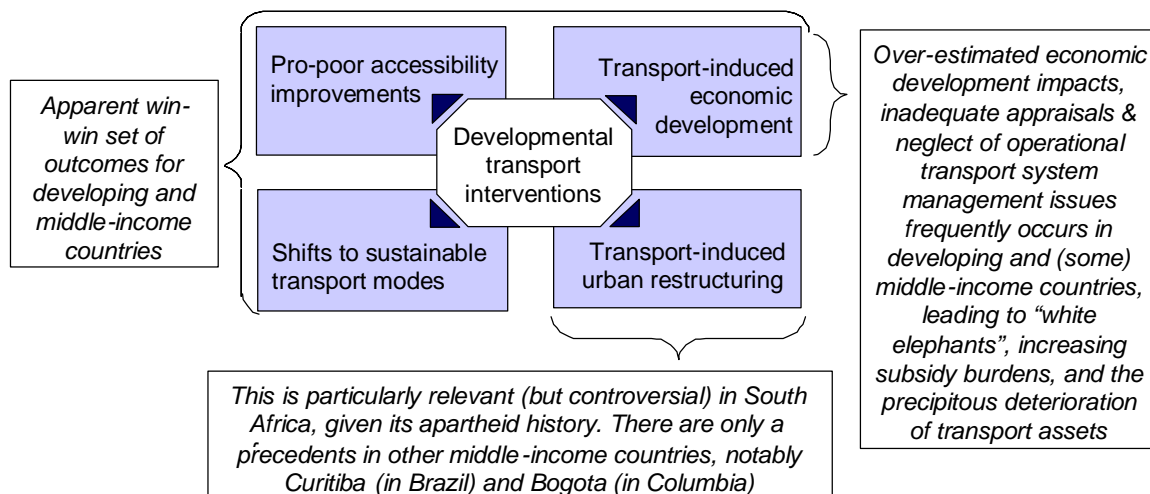 Apparent win-
win set of
outcomes for
developing and
middle-income
countries
Pro-poor accessibility
improvements
Transport-induced
economic
development
Developmental
transport
interventions
Shifts to sustainable
transport modes
Transport-induced
urban restructuring
Over-estimated economic
development impacts,
inadequate appraisals &
neglect of operational
transport system
management issues
frequently occurs in
developing and (some)
middle-income countries,
leading to “white
elephants”, increasing
subsidy burdens, and the
precipitous deterioration
of transport assets
This is particularly relevant (but controversial) in South
Africa, given its apartheid history. There are only a
precedents in other middle-income countries, notably
Curitiba (in Brazil) and Bogota (in Columbia)